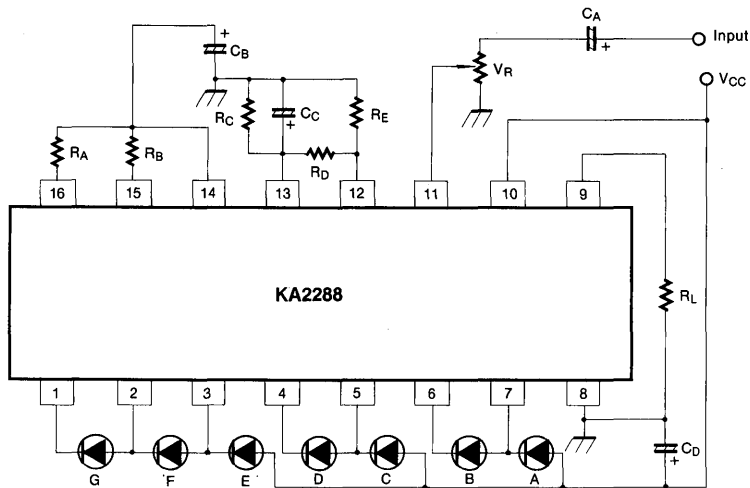 C_A
+
Input
V_CC
+
C_B
V_R
R_C
C_C
+
R_E
R_D
R_A
R_B
16
15
14
13
12
11
10
9
KA2288
R_L
1
2
3
4
5
6
7
8
G
F
E
D
C
B
A
C_D
+